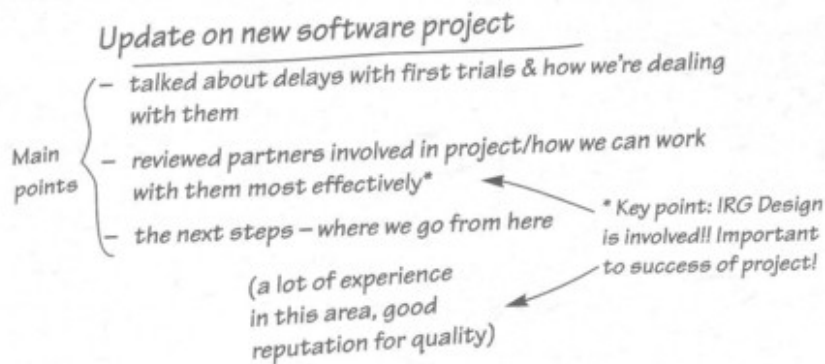 Update on new software project
– talked about delays with first trials & how we're dealing
with them
Main
points
– reviewed partners involved in project/how we can work
with them most effectively*
– the next steps – where we go from here
* Key point: IRG Design
is involved!! Important
to success of project!
(a lot of experience
in this area, good
reputation for quality)